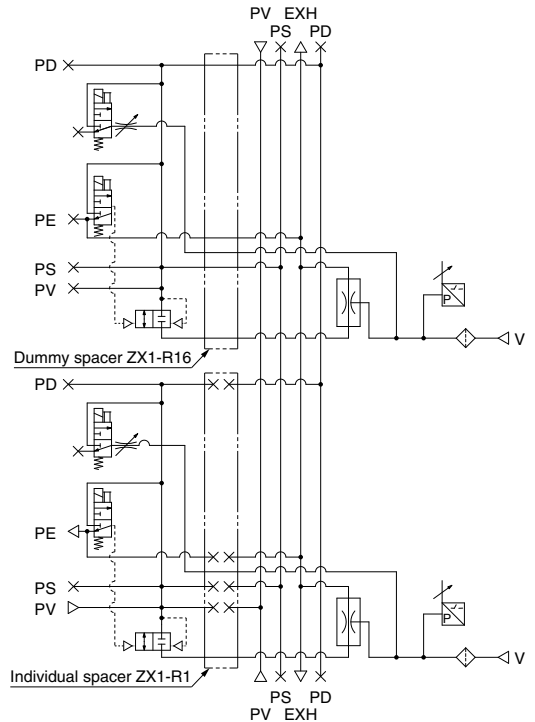 PV EXH
PS PD
PD
PE
PS
PV
P
V
Dummy spacer ZX1-R16
PD
PE
PS
PV
P
V
Individual spacer ZX1-R1
PS PD
PV EXH